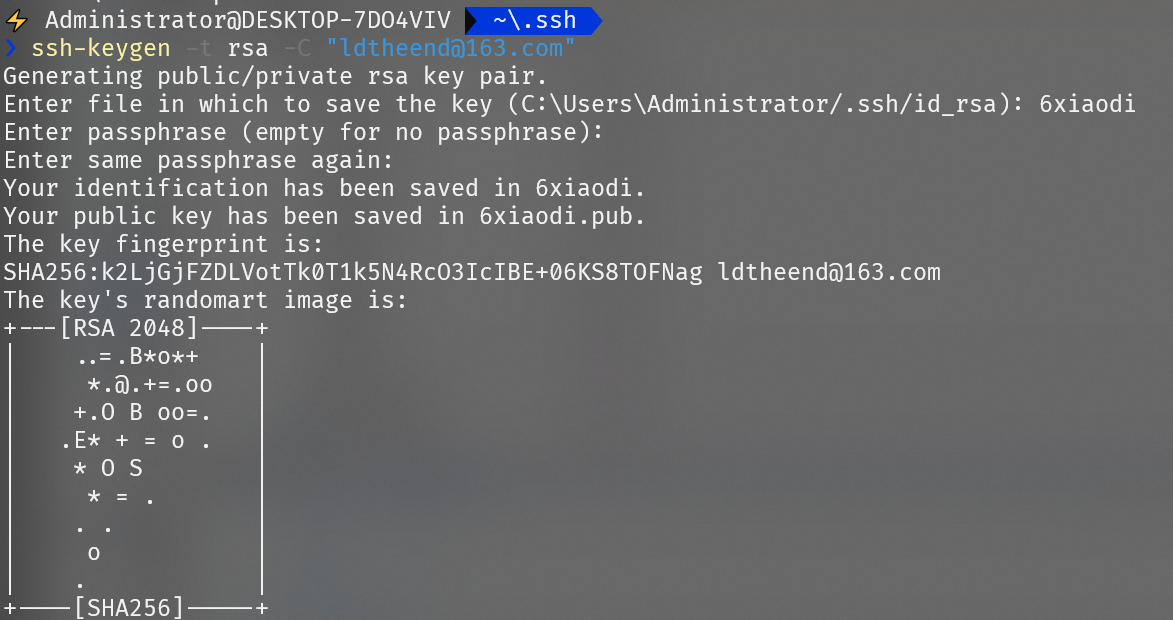 ⚡ Administrator@DESKTOP-7DO4VIV ~\.ssh
❯ ssh-keygen -t rsa -C "ldtheend@163.com"
Generating public/private rsa key pair.
Enter file in which to save the key (C:\Users\Administrator/.ssh/id_rsa): 6xiaodi
Enter passphrase (empty for no passphrase):
Enter same passphrase again:
Your identification has been saved in 6xiaodi.
Your public key has been saved in 6xiaodi.pub.
The key fingerprint is:
SHA256:k2LjGjFZDLVotTk0T1k5N4RcO3IcIBE+06KS8TOFNag ldtheend@163.com
The key's randomart image is:
+---[RSA 2048]----+
|     ..=.B*o*+   |
|      *.@.+=.oo  |
|     +.O B oo=.  |
|    .E* + = o .  |
|     * O S       |
|      * = .      |
|     . .         |
|      o          |
|     .           |
+----[SHA256]-----+